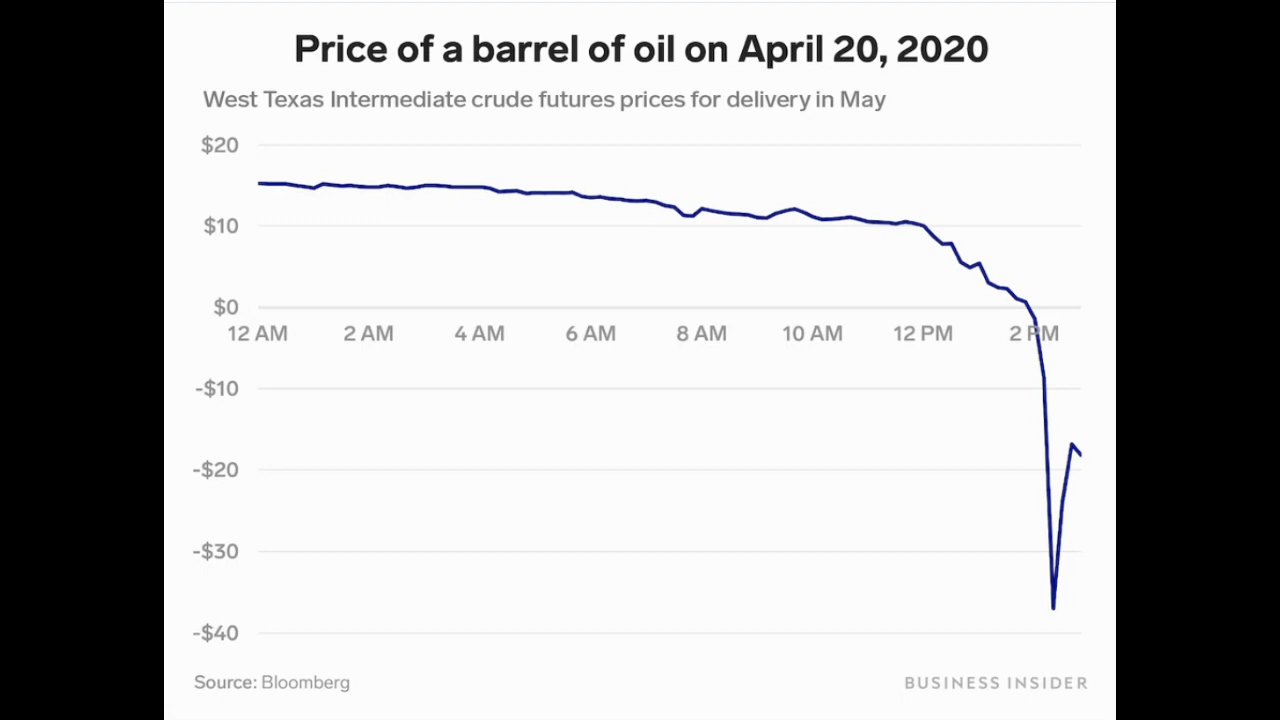 Price of a barrel of oil on April 20, 2020
West Texas Intermediate crude futures prices for delivery in May
$20
$10
$0
12 AM 2 AM 4 AM 6 AM 8 AM 10 AM 12 PM 2 PM
-$10
-$20
-$30
-$40
Source: Bloomberg
BUSINESS INSIDER